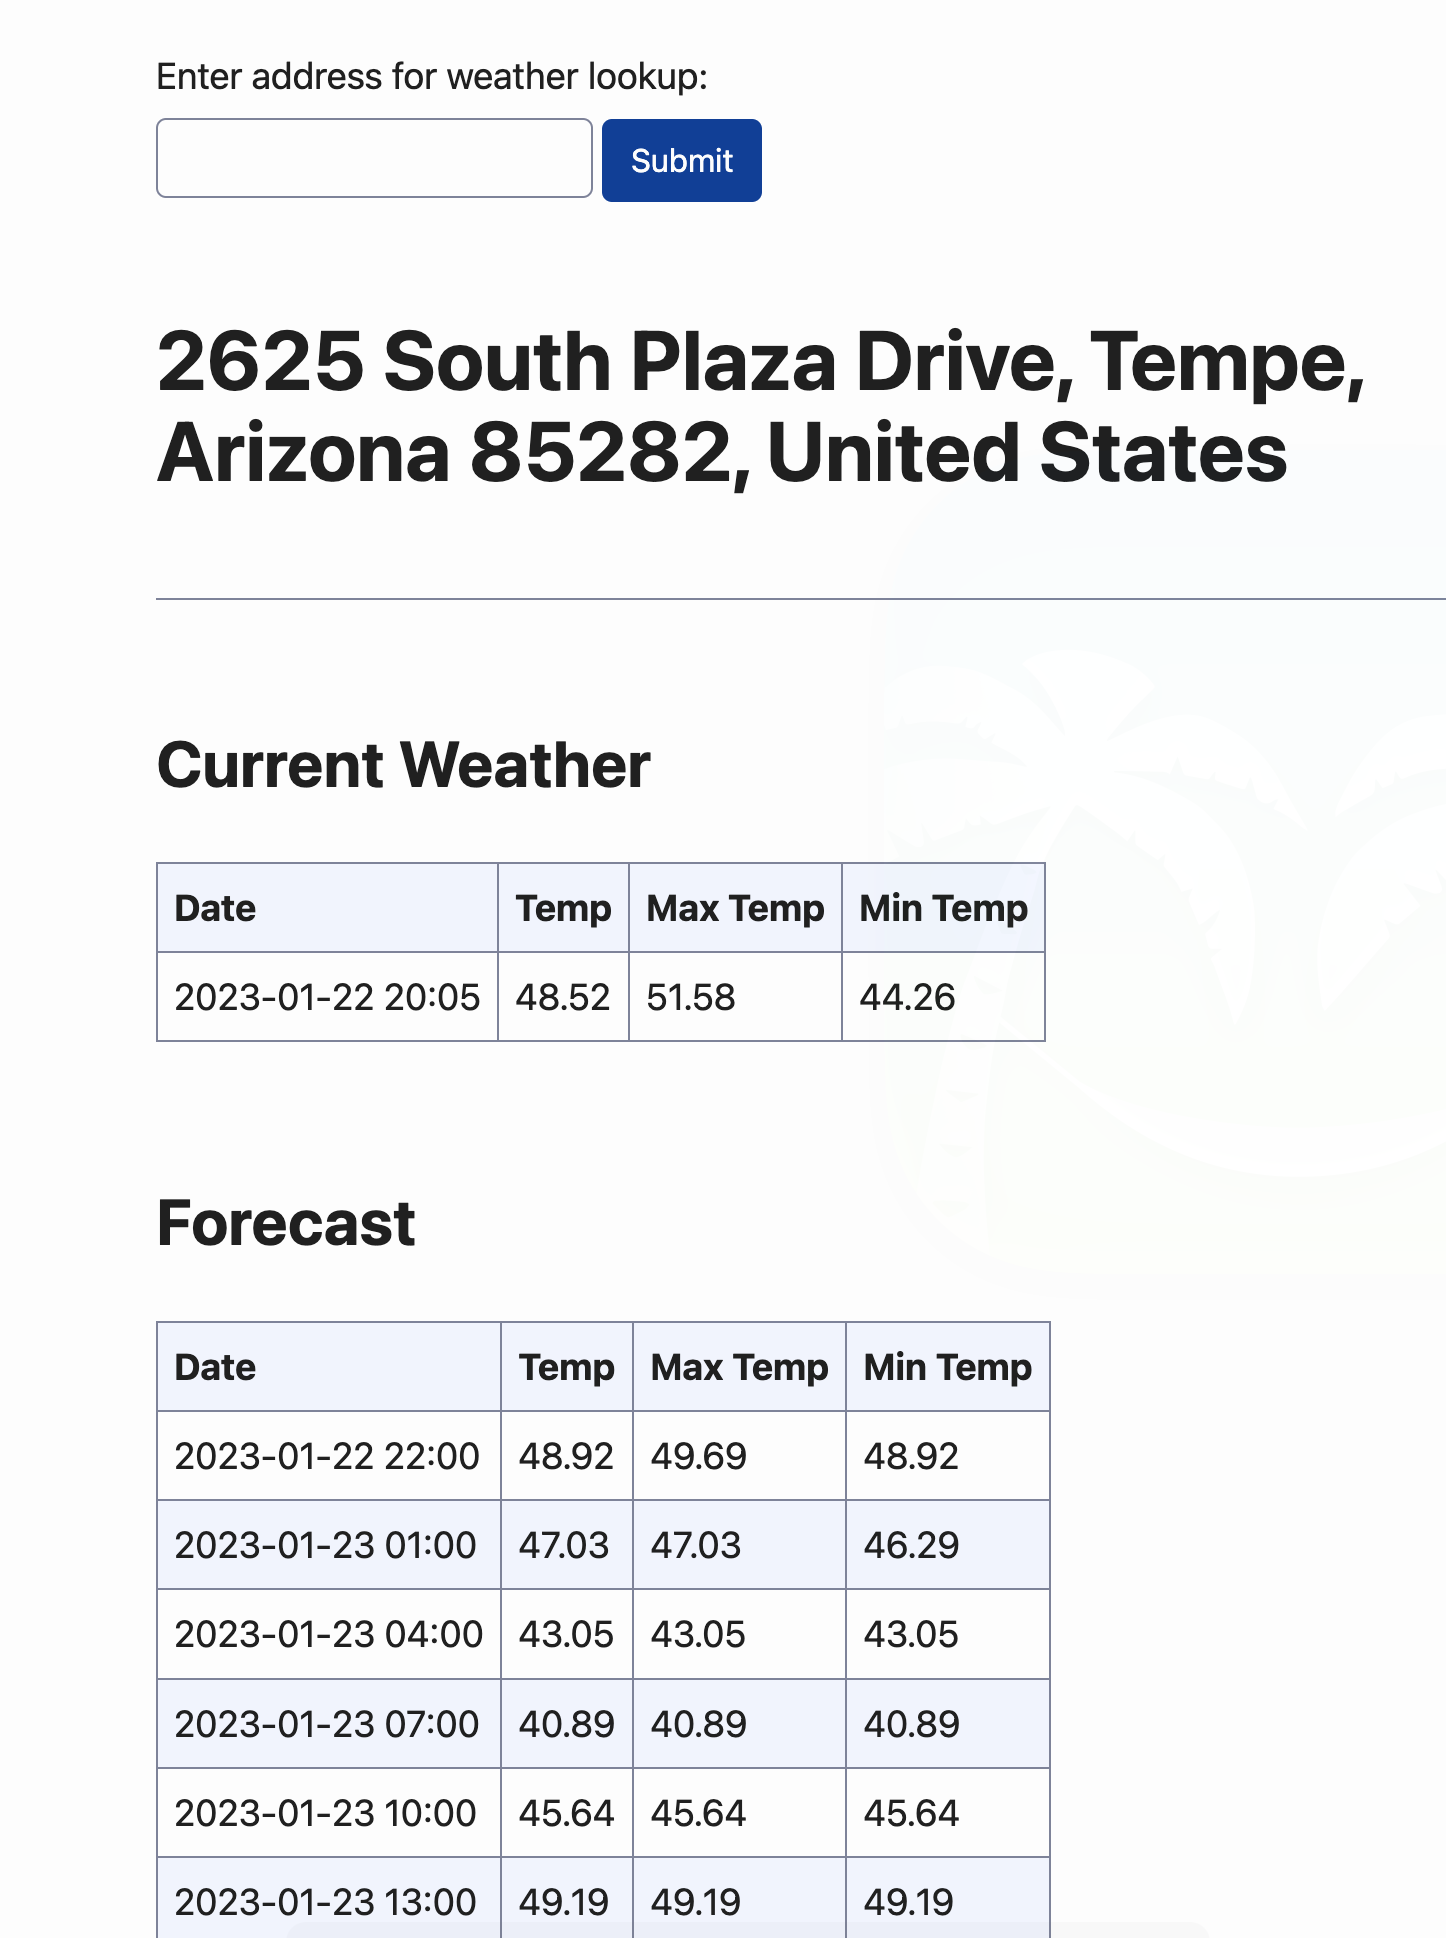 Enter address for weather lookup:
Submit
2625 South Plaza Drive, Tempe,
Arizona 85282, United States
Current Weather
Date Temp Max Temp Min Temp
2023-01-22 20:05 48.52 51.58 44.26
Forecast
Date Temp Max Temp Min Temp
2023-01-22 22:00 48.92 49.69 48.92
2023-01-23 01:00 47.03 47.03 46.29
2023-01-23 04:00 43.05 43.05 43.05
2023-01-23 07:00 40.89 40.89 40.89
2023-01-23 10:00 45.64 45.64 45.64
2023-01-23 13:00 49.19 49.19 49.19